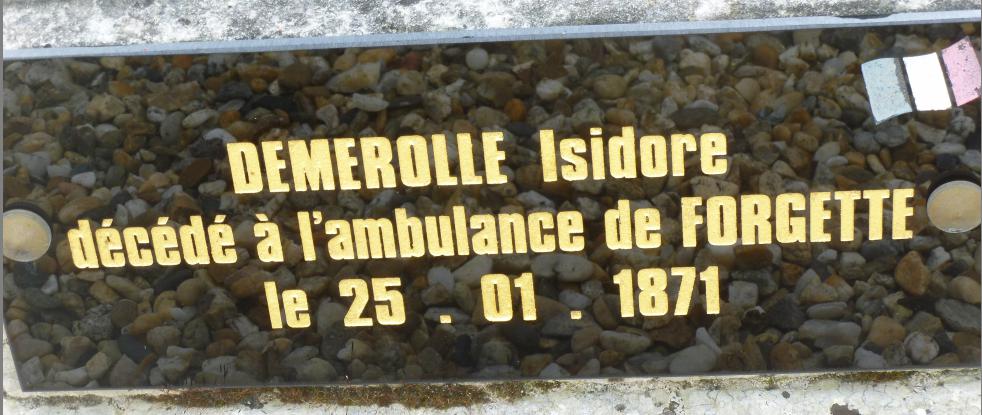 DEMEROLLE Isidore
décédé à l'ambulance de FORGETTE
le 25 . 01 . 1871